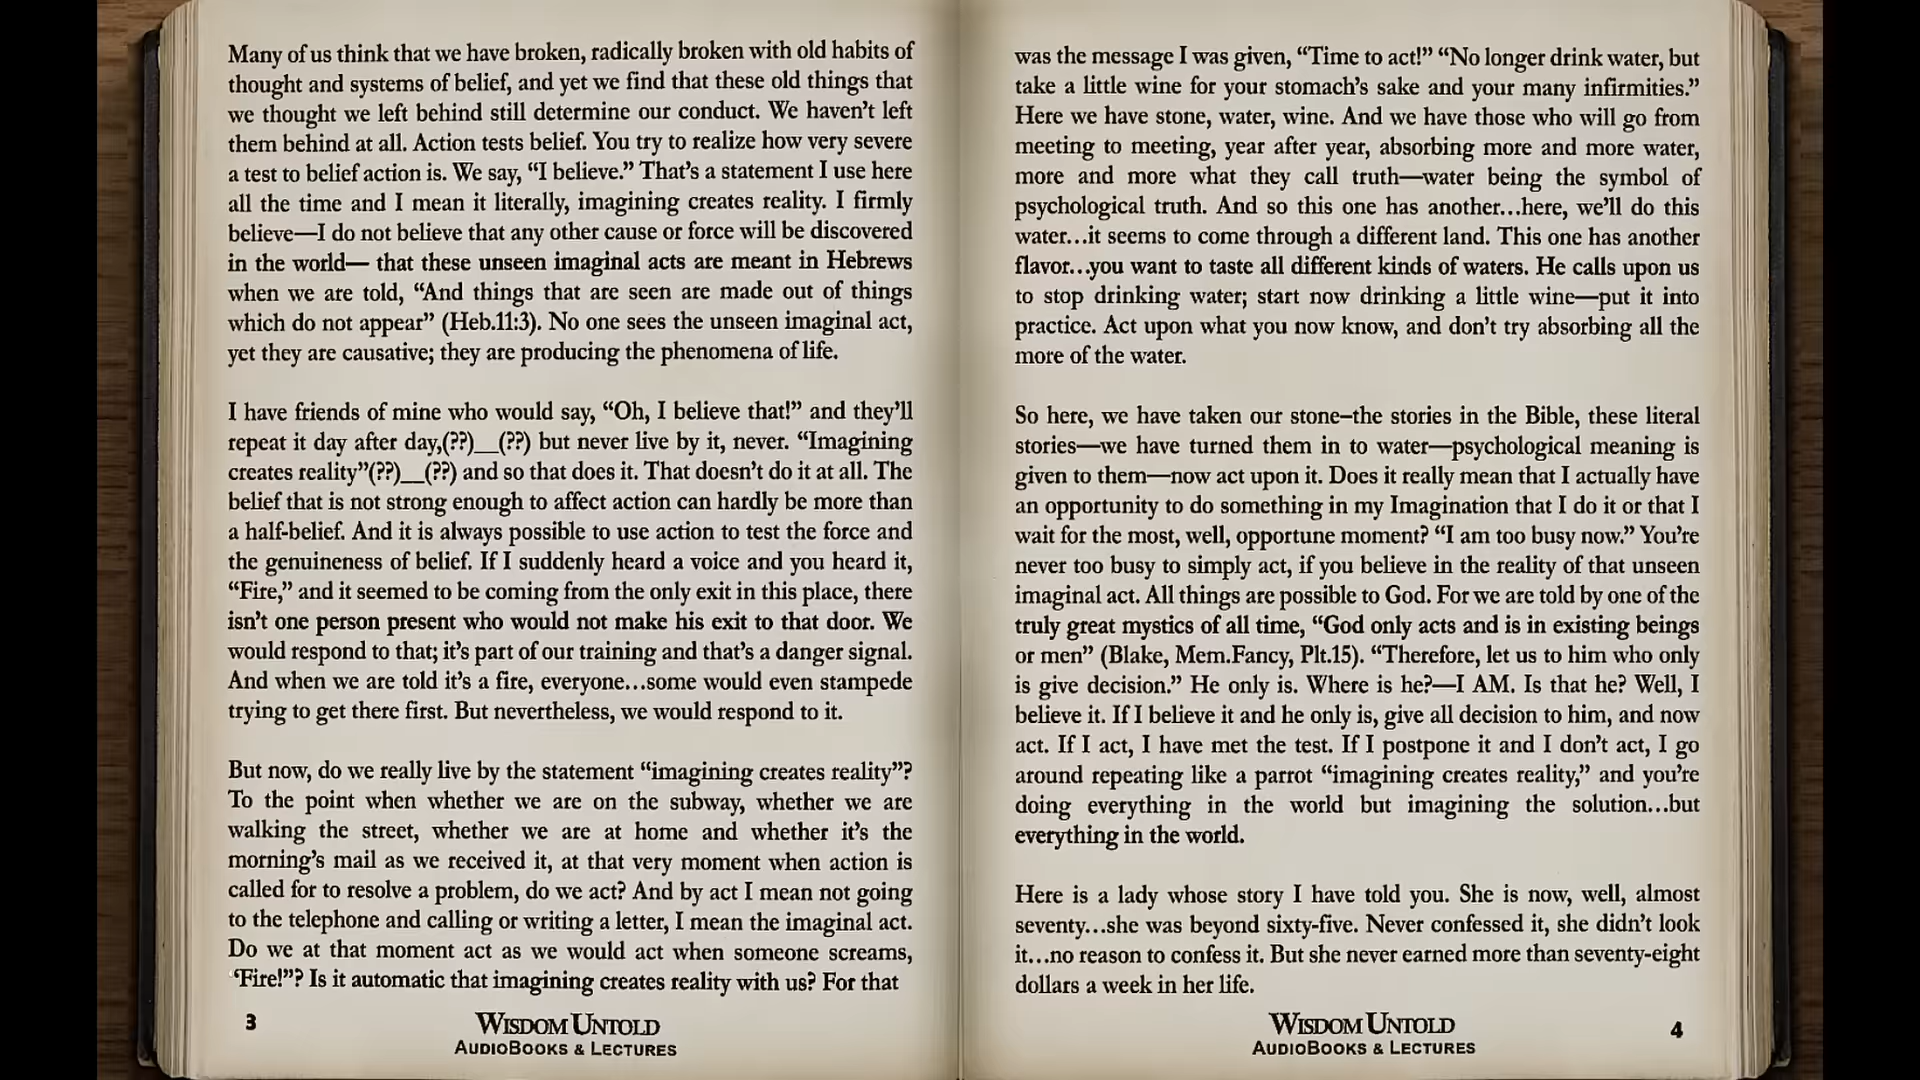 Many of us think that we have broken, radically broken with old habits of
thought and systems of belief, and yet we find that these old things that
we thought we left behind still determine our conduct. We haven’t left
them behind at all. Action tests belief. You try to realize how very severe
a test to belief action is. We say, “I believe.” That’s a statement I use here
all the time and I mean it literally, imagining creates reality. I firmly
believe—I do not believe that any other cause or force will be discovered
in the world— that these unseen imaginal acts are meant in Hebrews
when we are told, “And things that are seen are made out of things
which do not appear” (Heb.11:3). No one sees the unseen imaginal act,
yet they are causative; they are producing the phenomena of life.
I have friends of mine who would say, “Oh, I believe that!” and they’ll
repeat it day after day,(??)__(??) but never live by it, never. “Imagining
creates reality”(??)__(??) and so that does it. That doesn’t do it at all. The
belief that is not strong enough to affect action can hardly be more than
a half-belief. And it is always possible to use action to test the force and
the genuineness of belief. If I suddenly heard a voice and you heard it,
“Fire,” and it seemed to be coming from the only exit in this place, there
isn’t one person present who would not make his exit to that door. We
would respond to that; it’s part of our training and that’s a danger signal.
And when we are told it’s a fire, everyone…some would even stampede
trying to get there first. But nevertheless, we would respond to it.
But now, do we really live by the statement “imagining creates reality”?
To the point when whether we are on the subway, whether we are
walking the street, whether we are at home and whether it’s the
morning’s mail as we received it, at that very moment when action is
called for to resolve a problem, do we act? And by act I mean not going
to the telephone and calling or writing a letter, I mean the imaginal act.
Do we at that moment act as we would act when someone screams,
“Fire!”? Is it automatic that imagining creates reality with us? For that
3
WISDOM UNTOLD
AUDIOBOOKS & LECTURES
was the message I was given, “Time to act!” “No longer drink water, but
take a little wine for your stomach’s sake and your many infirmities.”
Here we have stone, water, wine. And we have those who will go from
meeting to meeting, year after year, absorbing more and more water,
more and more what they call truth—water being the symbol of
psychological truth. And so this one has another…here, we’ll do this
water…it seems to come through a different land. This one has another
flavor…you want to taste all different kinds of waters. He calls upon us
to stop drinking water; start now drinking a little wine—put it into
practice. Act upon what you now know, and don’t try absorbing all the
more of the water.
So here, we have taken our stone–the stories in the Bible, these literal
stories—we have turned them in to water—psychological meaning is
given to them—now act upon it. Does it really mean that I actually have
an opportunity to do something in my Imagination that I do it or that I
wait for the most, well, opportune moment? “I am too busy now.” You’re
never too busy to simply act, if you believe in the reality of that unseen
imaginal act. All things are possible to God. For we are told by one of the
truly great mystics of all time, “God only acts and is in existing beings
or men” (Blake, Mem.Fancy, Plt.15). “Therefore, let us to him who only
is give decision.” He only is. Where is he?—I AM. Is that he? Well, I
believe it. If I believe it and he only is, give all decision to him, and now
act. If I act, I have met the test. If I postpone it and I don’t act, I go
around repeating like a parrot “imagining creates reality,” and you’re
doing everything in the world but imagining the solution…but
everything in the world.
Here is a lady whose story I have told you. She is now, well, almost
seventy…she was beyond sixty-five. Never confessed it, she didn’t look
it…no reason to confess it. But she never earned more than seventy-eight
dollars a week in her life.
WISDOM UNTOLD
AUDIOBOOKS & LECTURES
4